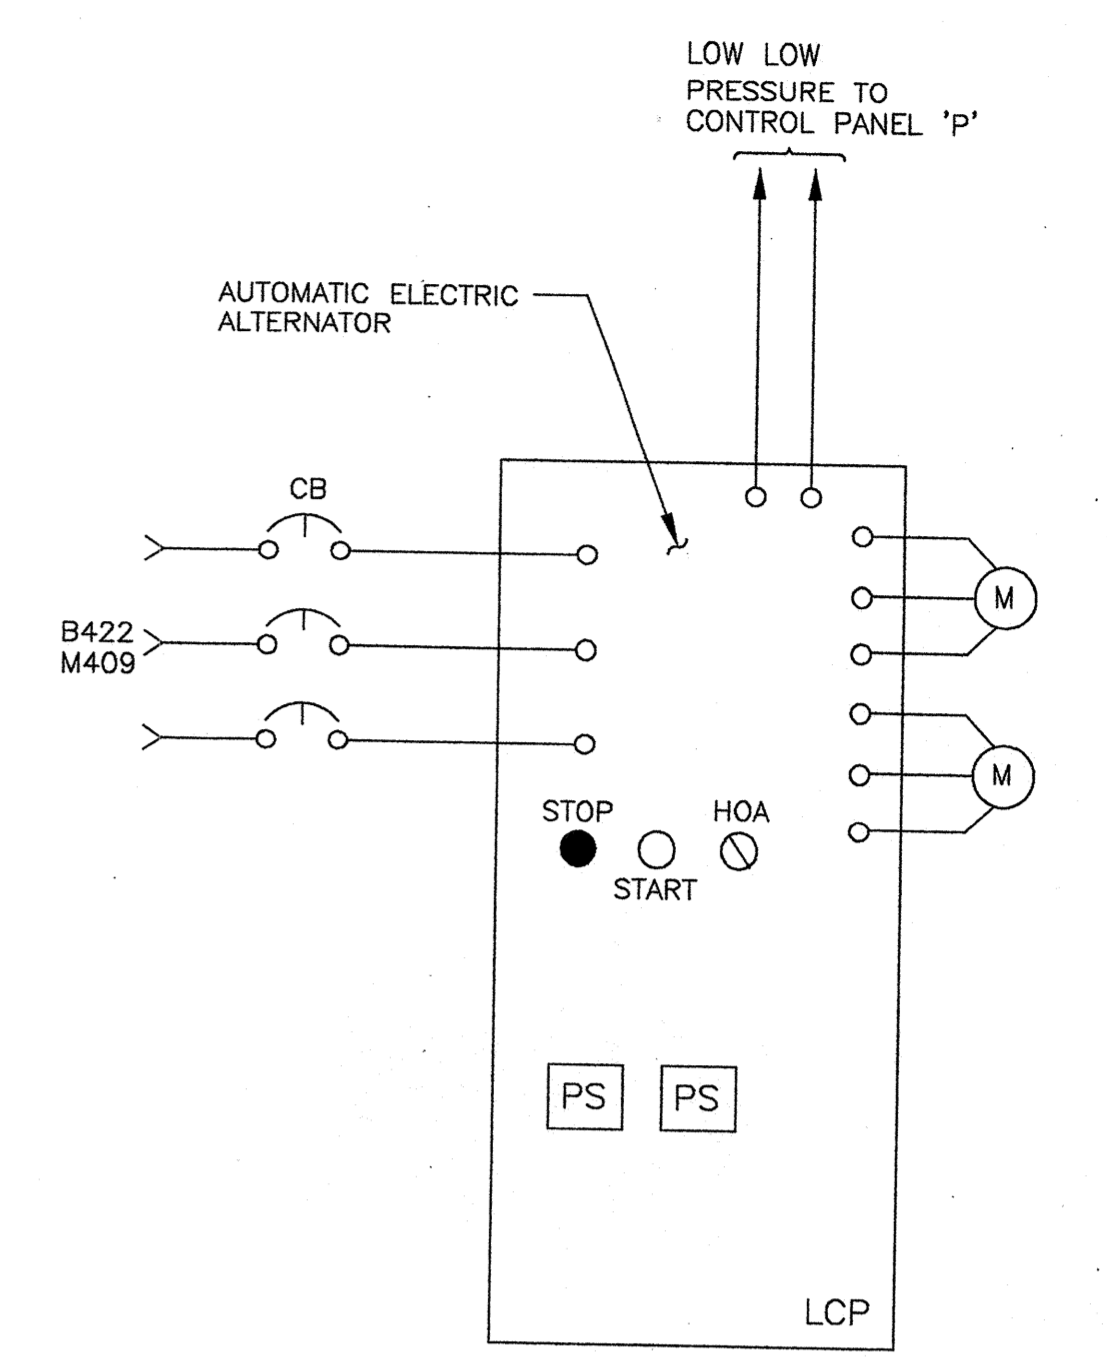 LOW LOW
PRESSURE TO
CONTROL PANEL 'P'
AUTOMATIC ELECTRIC
ALTERNATOR
CB
B422
M409
M
M
STOP
HOA
START
PS PS
LCP